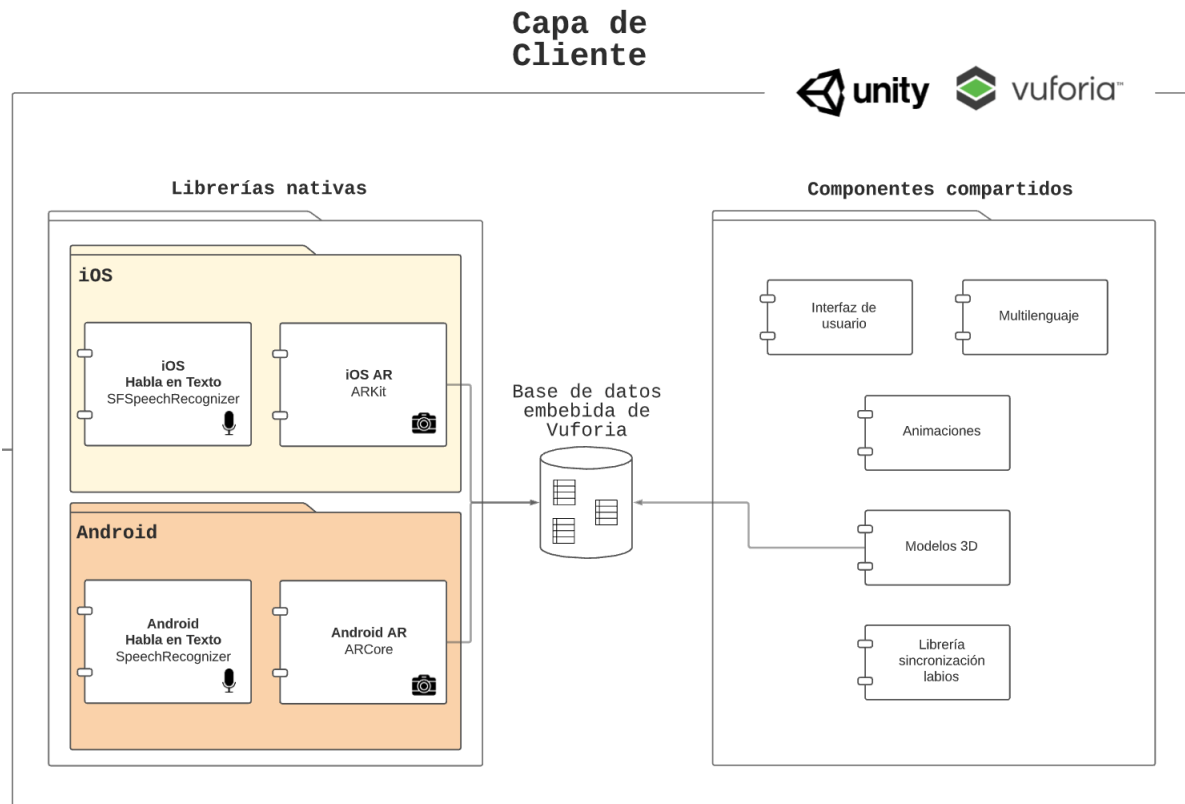 Capa de
Cliente
unity
vuforia™
Librerías nativas
iOS
iOS
Habla en Texto
SFSpeechRecognizer
iOS AR
ARKit
Android
Android
Habla en Texto
SpeechRecognizer
Android AR
ARCore
Base de datos
embebida de
Vuforia
Componentes compartidos
Interfaz de
usuario
Multilenguaje
Animaciones
Modelos 3D
Librería
sincronización
labios